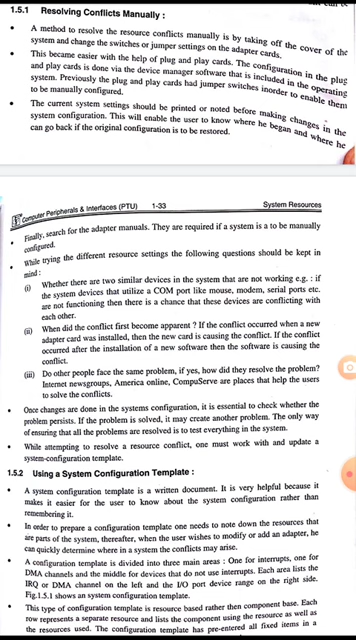 1.5.1 Resolving Conflicts Manually :
• A method to resolve the resource conflicts manually is by taking off the cover of the
system and change the switches or jumper settings on the adapter cards.
• This became easier with the help of plug and play cards. The configuration in the plug
and play cards is done via the device manager software that is included in the operating
system. Previously the plug and play cards had jumper switches inorder to enable them
to be manually configured.
• The current system settings should be printed or noted before making changes in the
system configuration. This will enable the user to know where he began and where he
can go back if the original configuration is to be restored.
Computer Peripherals & Interfaces (PTU) 1-33 System Resources
• Finally, search for the adapter manuals. They are required if a system is a to be manually
configured.
• While trying the different resource settings the following questions should be kept in
mind :
(i) Whether there are two similar devices in the system that are not working e.g. : if
the system devices that utilize a COM port like mouse, modem, serial ports etc.
are not functioning then there is a chance that these devices are conflicting with
each other.
(ii) When did the conflict first become apparent ? If the conflict occurred when a new
adapter card was installed, then the new card is causing the conflict. If the conflict
occurred after the installation of a new software then the software is causing the
conflict.
(iii) Do other people face the same problem, if yes, how did they resolve the problem?
Internet newsgroups, America online, CompuServe are places that help the users
to solve the conflicts.
• Once changes are done in the systems configuration, it is essential to check whether the
problem persists. If the problem is solved, it may create another problem. The only way
of ensuring that all the problems are resolved is to test everything in the system.
• While attempting to resolve a resource conflict, one must work with and update a
system-configuration template.
1.5.2 Using a System Configuration Template :
• A system configuration template is a written document. It is very helpful because it
makes it easier for the user to know about the system configuration rather than
remembering it.
• In order to prepare a configuration template one needs to note down the resources that
are parts of the system, thereafter, when the user wishes to modify or add an adapter, he
can quickly determine where in a system the conflicts may arise.
• A configuration template is divided into three main areas : One for interrupts, one for
DMA channels and the middle for devices that do not use interrupts. Each area lists the
IRQ or DMA channel on the left and the I/O port device range on the right side.
Fig.1.5.1 shows an system configuration template.
• This type of configuration template is resource based rather then component base. Each
row represents a separate resource and lists the component using the resource as well as
the resources used. The configuration template has pre-entered all fixed items in a